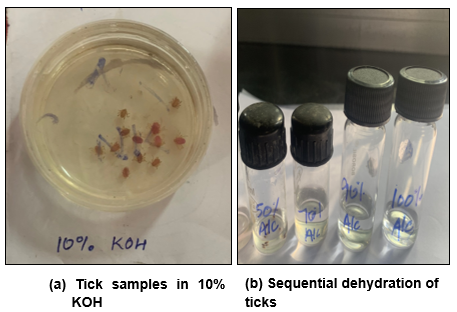 10% KOH
50%
Alc
70%
Alc
90%
Alc
100%
Alc
(a) Tick samples in 10%
KOH
(b) Sequential dehydration of
ticks